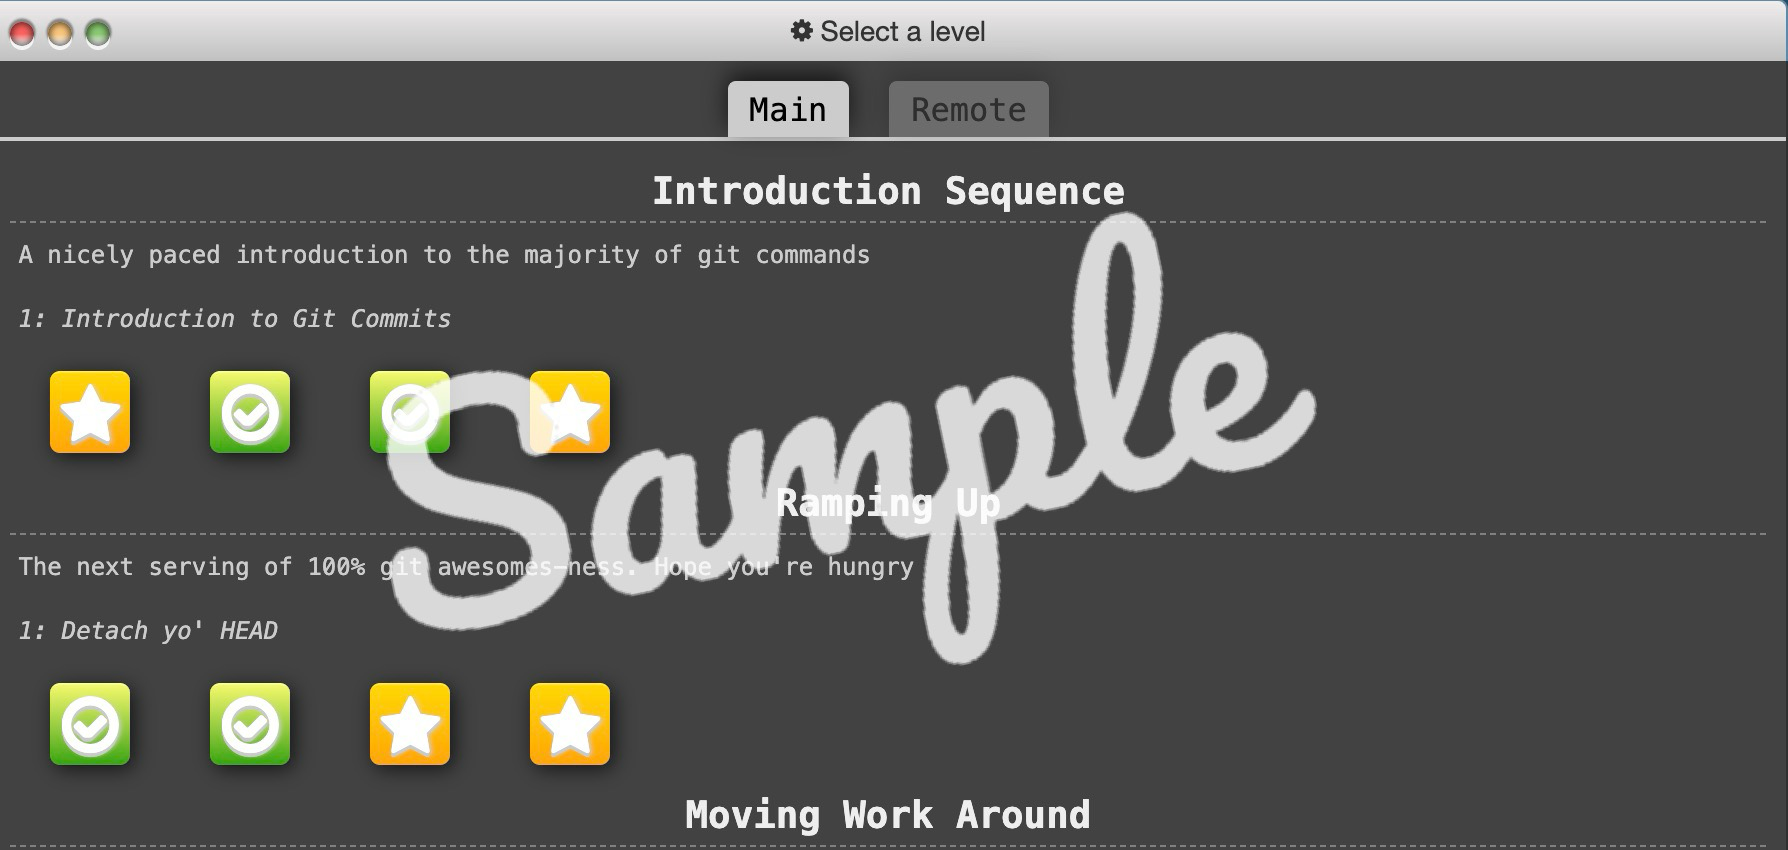 Select a level
Main
Remote
Introduction Sequence
A nicely paced introduction to the majority of git commands
1: Introduction to Git Commits
Sample
Ramping Up
The next serving of 100% git awesomes-ness. Hope you're hungry
1: Detach yo' HEAD
Moving Work Around